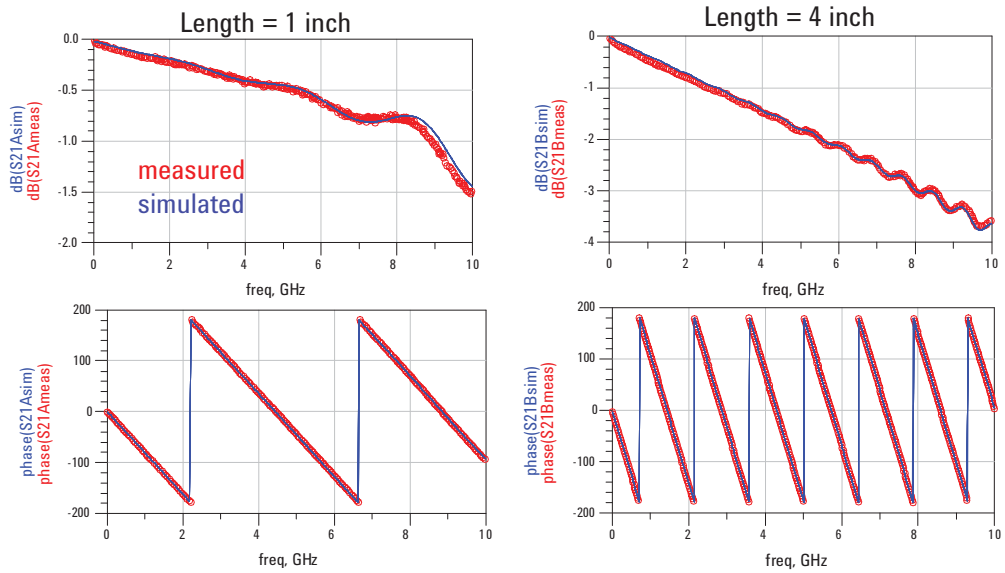 Length = 1 inch
0.0
-0.5
-1.0
-1.5
-2.0
dB(S21Asim)
dB(S21Ameas)
measured
simulated
0
2
4
6
8
10
freq, GHz
Length = 4 inch
0
-1
-2
-3
-4
dB(S21Bsim)
dB(S21Bmeas)
0
2
4
6
8
10
freq, GHz
200
100
0
-100
-200
phase(S21Asim)
phase(S21Ameas)
0
2
4
6
8
10
freq, GHz
200
100
0
-100
-200
phase(S21Bsim)
phase(S21Bmeas)
0
2
4
6
8
10
freq, GHz